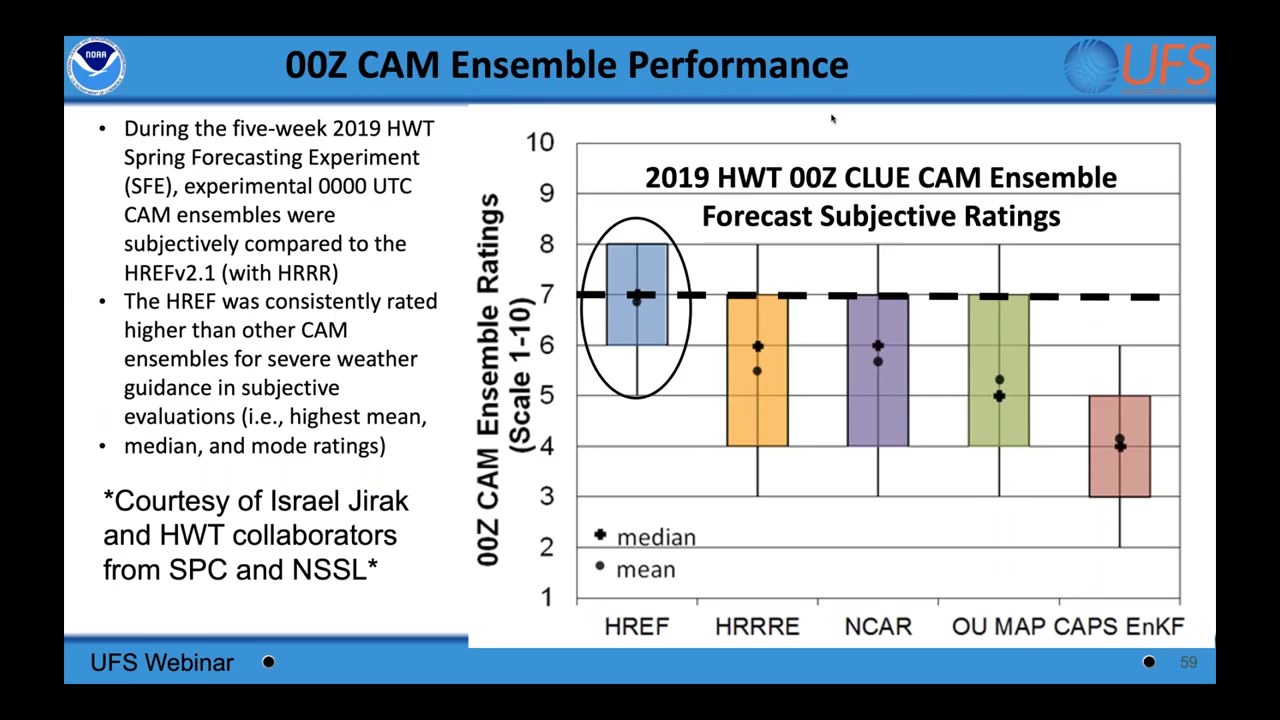 NOAA
00Z CAM Ensemble Performance
UFS
• During the five-week 2019 HWT
Spring Forecasting Experiment
(SFE), experimental 0000 UTC
CAM ensembles were
subjectively compared to the
HREFv2.1 (with HRRR)
• The HREF was consistently rated
higher than other CAM
ensembles for severe weather
guidance in subjective
evaluations (i.e., highest mean,
• median, and mode ratings)
*Courtesy of Israel Jirak
and HWT collaborators
from SPC and NSSL*
2019 HWT 00Z CLUE CAM Ensemble
Forecast Subjective Ratings
00Z CAM Ensemble Ratings
(Scale 1-10)
10
9
8
7
6
5
4
3
2
1
median
mean
HREF HRRRE NCAR OU MAP CAPS EnKF
UFS Webinar
59